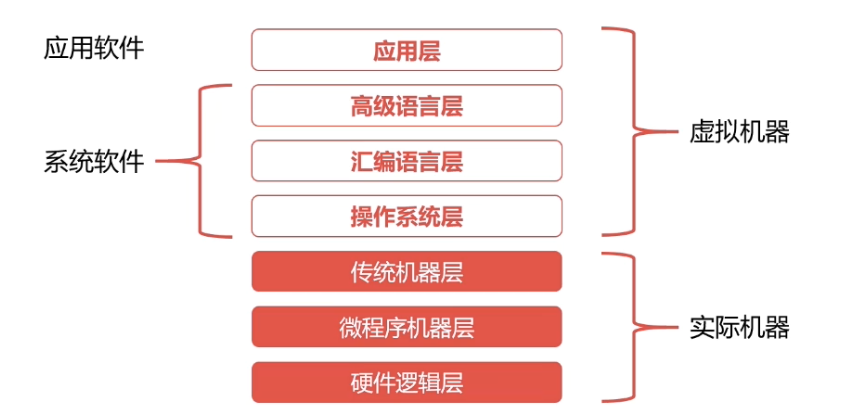 应用软件
应用层
高级语言层
虚拟机器
系统软件
汇编语言层
操作系统层
传统机器层
微程序机器层
实际机器
硬件逻辑层